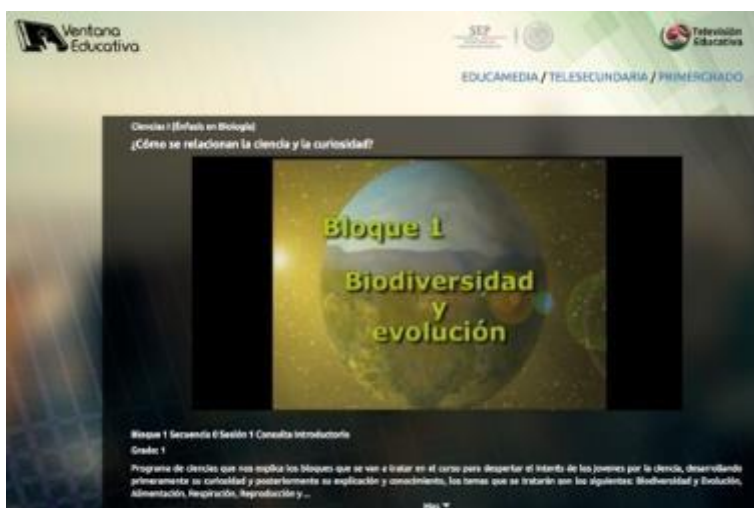 Ventana
Educativa
SEP
Televisión
Educativa
EDUCAMEDIA / TELESECUNDARIA / PRIMERGRADO
Ciencias I (Énfasis en Biología)
¿Cómo se relacionan la ciencia y la curiosidad?
Bloque 1
Biodiversidad
y
evolución
Bloque 1 Secuencia 0 Sesión 1 Consulta Introductorio
Grado: 1
Programa de ciencias que nos explica los bloques que se van a tratar en el curso para despertar el interés de los jovenes por la ciencia, desarrollando
primeramente su curiosidad y posteriormente su explicación y conocimiento, los temas que se tratarán son los siguientes: Biodiversidad y Evolución,
Alimentación, Respiración, Reproducción y ...
Mas